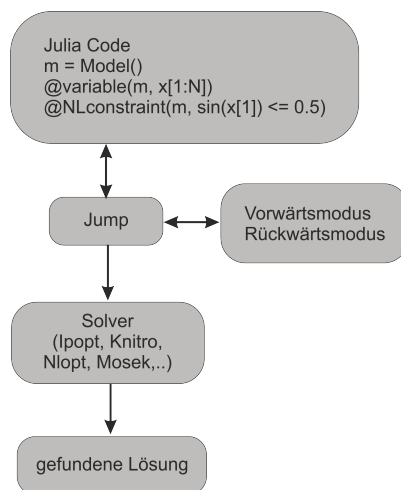 Julia Code
m = Model()
@variable(m, x[1:N])
@NLconstraint(m, sin(x[1]) <= 0.5)
Jump
Vorwärtsmodus
Rückwärtsmodus
Solver
(Ipopt, Knitro,
Nlopt, Mosek,..)
gefundene Lösung